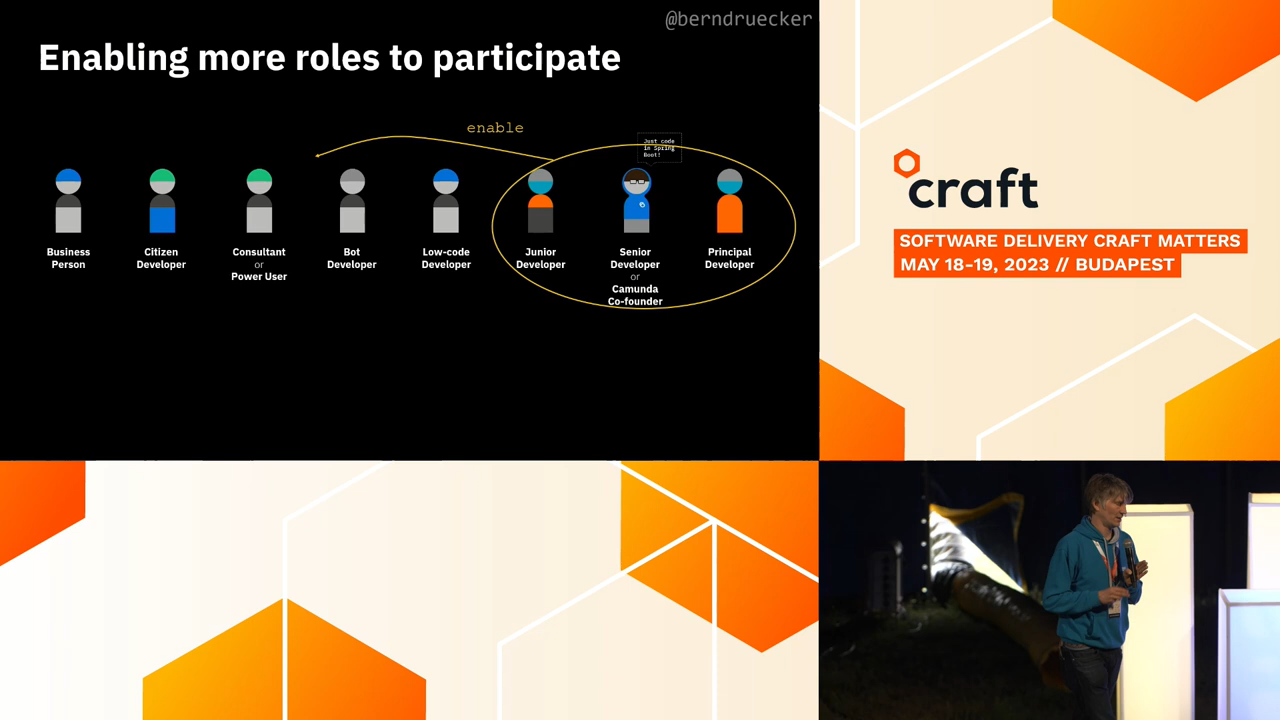 @berndruecker
Enabling more roles to participate
enable
Just code
in Spring
Boot!
Business
Person
Citizen
Developer
Consultant
or
Power User
Bot
Developer
Low-code
Developer
Junior
Developer
Senior
Developer
or
Camunda
Co-founder
Principal
Developer
craft
SOFTWARE DELIVERY CRAFT MATTERS
MAY 18-19, 2023 // BUDAPEST